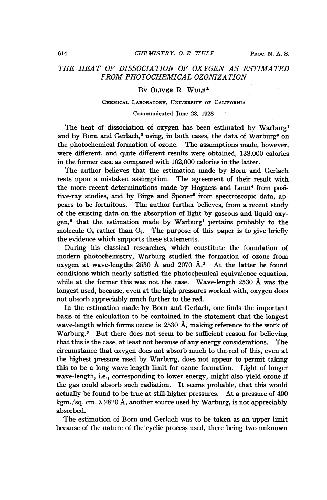 614 CHEMISTRY: O. R. WULF PROC. N. A. S.
THE HEAT OF DISSOCIATION OF OXYGEN AS ESTIMATED
FROM PHOTOCHEMICAL OZONIZATION
BY OLIVER R. WULF
CHEMICAL LABORATORY, UNIVERSITY OF CALIFORNIA
Communicated June 28, 1928
The heat of dissociation of oxygen has been estimated by Warburg
and by Born and Gerlach, using, in both cases, the data of Warburg on
the photochemical formation of ozone. The assumptions made, however,
were different, and quite different results were obtained, 138,000 calories
in the former case as compared with 162,000 calories in the latter.
The author believes that the estimation made by Born and Gerlach
rests upon a mistaken assumption. The agreement of their result with
the more recent determinations made by Hogness and Lunn from posi-
tive-ray studies, and by Birge and Sponer from spectroscopic data, ap-
pears to be fortuitous. The author further believes, from a recent study
of the existing data on the absorption of light by gaseous and liquid oxy-
gen, that the estimation made by Warburg pertains probably to the
molecule O₄ rather than O₂. The purpose of this paper is to give briefly
the evidence which supports these statements.
During his classical researches, which constitute the foundation of
modern photochemistry, Warburg studied the formation of ozone from
oxygen at wave-lengths 2530 Å and 2070 Å. At the latter he found
conditions which nearly satisfied the photochemical equivalence equation,
while at the former this was not the case. Wave-length 2530 Å was the
longest used, because, even at the high pressures worked with, oxygen does
not absorb appreciably much further to the red.
In the estimation made by Born and Gerlach, one finds the important
basis of the calculation to be contained in the statement that the longest
wave-length which forms ozone is 2530 Å, making reference to the work of
Warburg. But there does not seem to be sufficient reason for believing
that this is the case, at least not because of any energy considerations. The
circumstance that oxygen does not absorb much to the red of this, even at
the highest pressure used by Warburg, does not appear to permit taking
this to be a long wave-length limit for ozone formation. Light of longer
wave-length, i.e., corresponding to lower energy, might also yield ozone if
the gas could absorb such radiation. It seems probable, that this would
actually be found to be true at still higher pressures. At a pressure of 400
kgm./sq. cm. λ 2820 Å, another source used by Warburg, is not appreciably
absorbed.
The estimation of Born and Gerlach was to be taken as an upper limit
because of the nature of the cyclic process used, there being two unknown